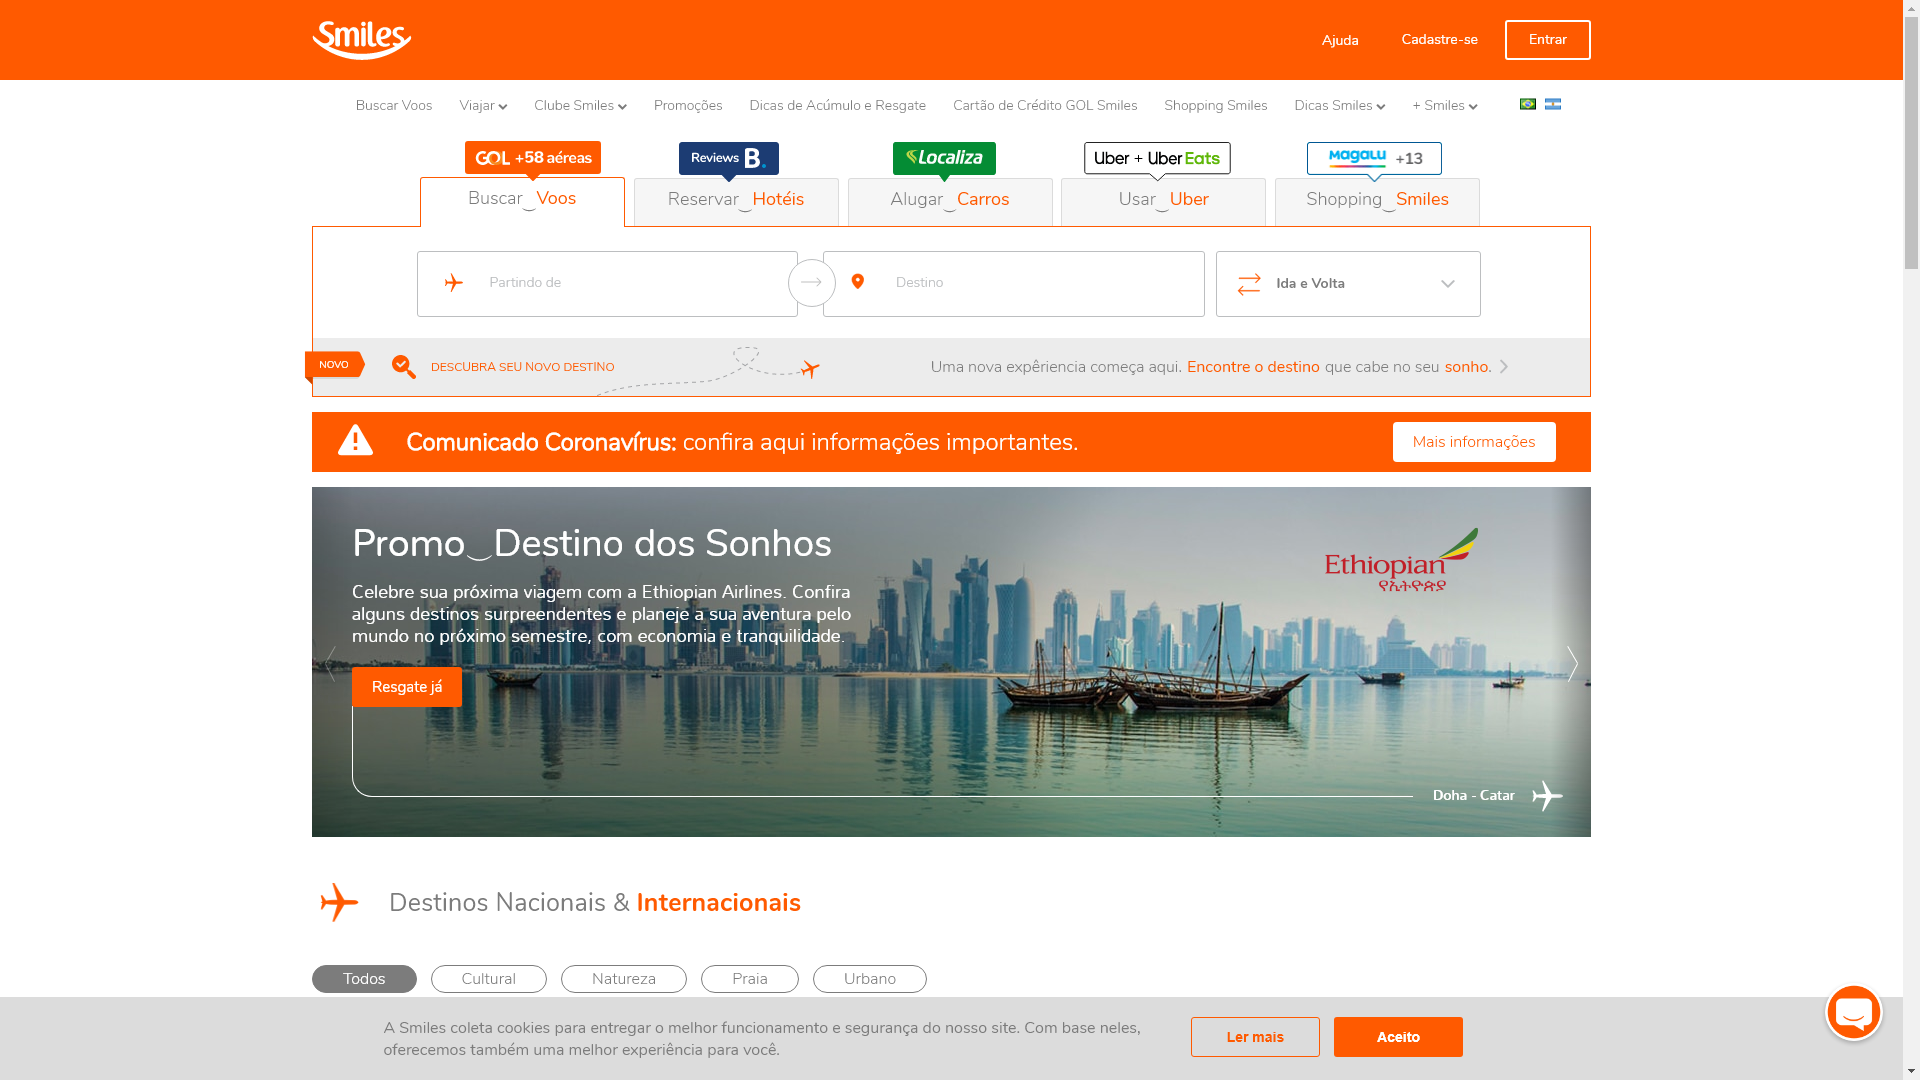 Smiles
Ajuda
Cadastre-se
Entrar
Buscar Voos
Viajar
Clube Smiles
Promoções
Dicas de Acúmulo e Resgate
Cartão de Crédito GOL Smiles
Shopping Smiles
Dicas Smiles
+ Smiles
GOL +58 aéreas
Reviews B.
Localiza
Uber + Uber Eats
Magalu +13
Buscar‿Voos
Reservar‿Hotéis
Alugar‿Carros
Usar‿Uber
Shopping‿Smiles
Partindo de
Destino
Ida e Volta
NOVO
DESCUBRA SEU NOVO DESTINO
Uma nova expêriencia começa aqui. Encontre o destino que cabe no seu sonho.
Comunicado Coronavírus: confira aqui informações importantes.
Mais informações
Promo‿Destino dos Sonhos
Ethiopian
የኢትዮጵያ
Celebre sua próxima viagem com a Ethiopian Airlines. Confira
alguns destinos surpreendentes e planeje a sua aventura pelo
mundo no próximo semestre, com economia e tranquilidade.
Resgate já
Doha - Catar
Destinos Nacionais & Internacionais
Todos
Cultural
Natureza
Praia
Urbano
A Smiles coleta cookies para entregar o melhor funcionamento e segurança do nosso site. Com base neles,
oferecemos também uma melhor experiência para você.
Ler mais
Aceito